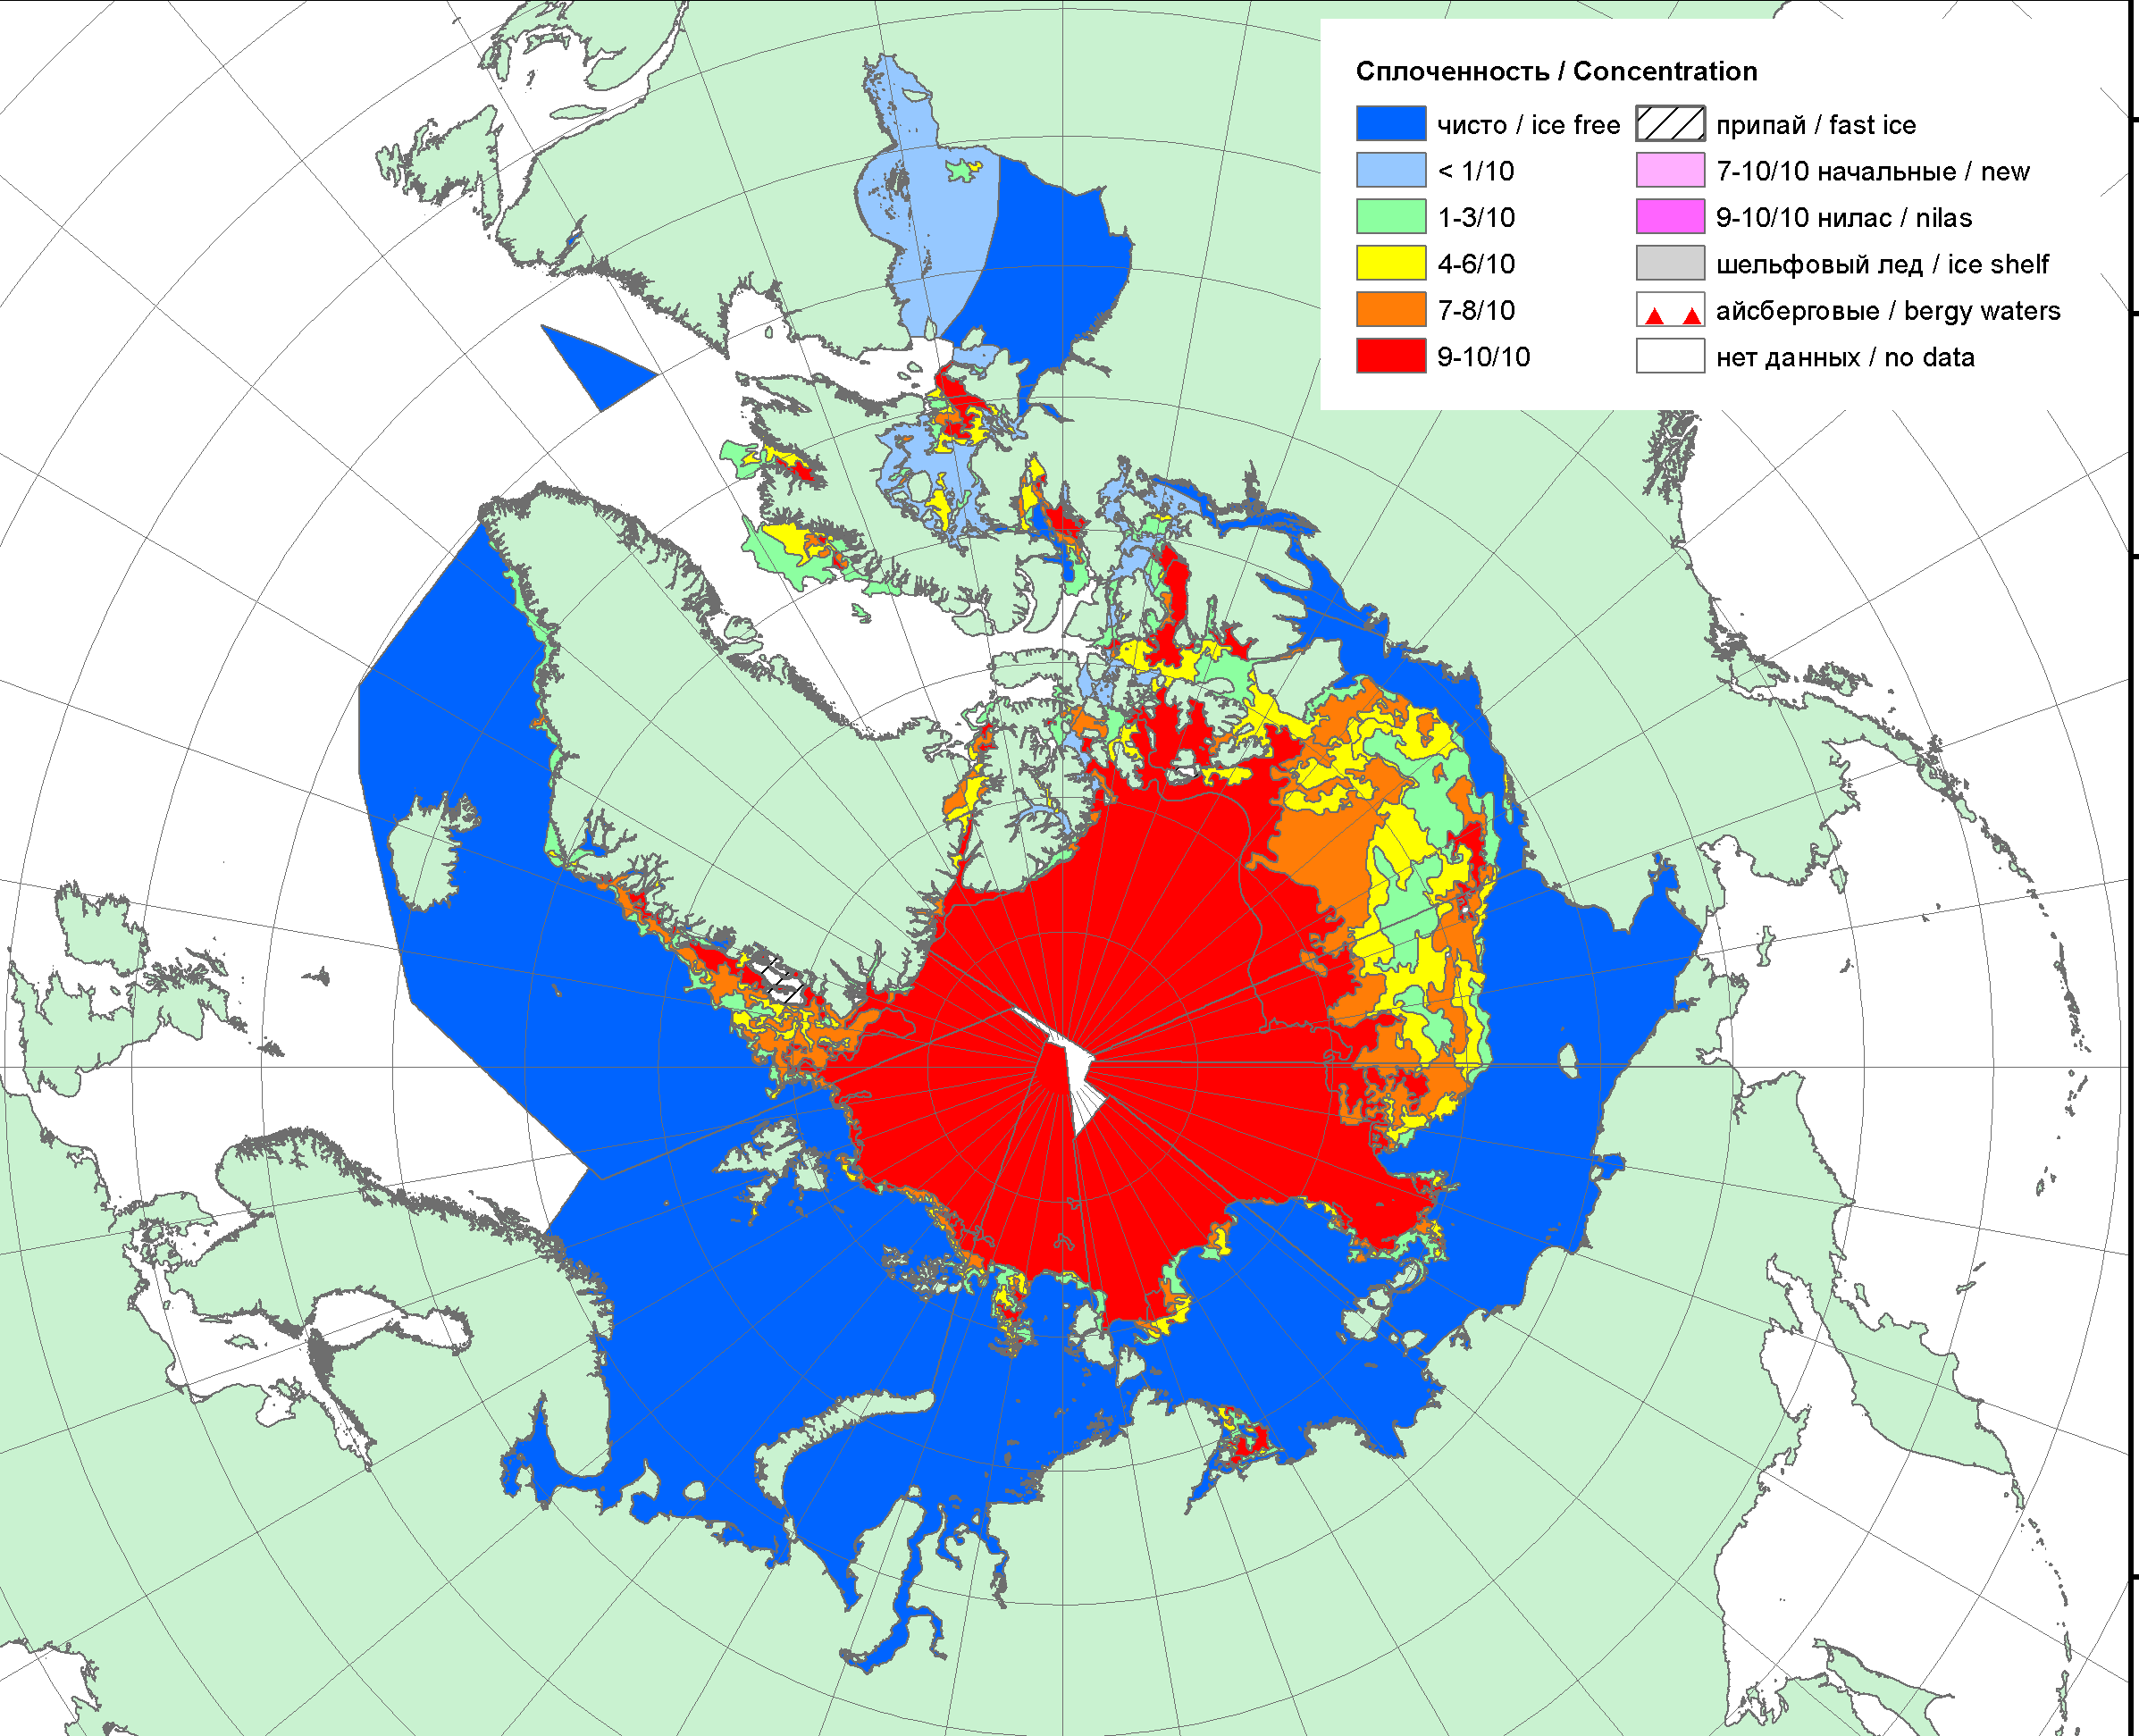 Сплоченность / Concentration
чисто / ice free
< 1/10
1-3/10
4-6/10
7-8/10
9-10/10
припай / fast ice
7-10/10 начальные / new
9-10/10 нилас / nilas
шельфовый лед / ice shelf
айсберговые / bergy waters
нет данных / no data